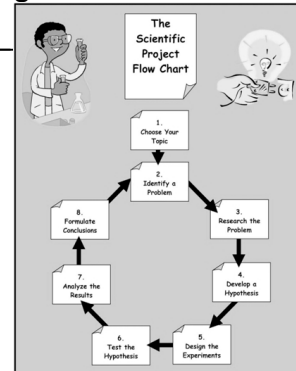 The
Scientific
Project
Flow Chart
1.
Choose Your
Topic
2.
Identify a
Problem
3.
Research the
Problem
4.
Develop a
Hypothesis
5.
Design the
Experiments
6.
Test the
Hypothesis
7.
Analyze the
Results
8.
Formulate
Conclusions